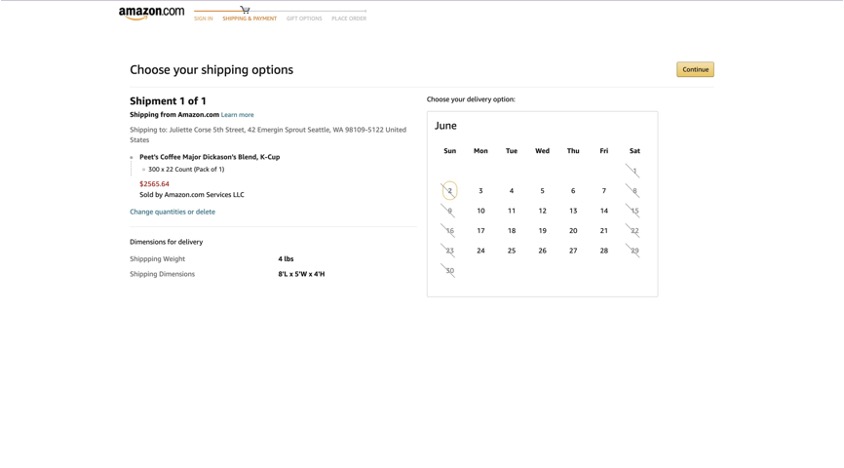 amazon.com
SIGN IN SHIPPING & PAYMENT GIFT OPTIONS PLACE ORDER
Choose your shipping options
Continue
Shipment 1 of 1
Shipping from Amazon.com Learn more
Shipping to: Juliette Corse 5th Street, 42 Emergin Sprout Seattle, WA 98109-5122 United
States
Peet's Coffee Major Dickason's Blend, K-Cup
300 x 22 Count (Pack of 1)
$2565.64
Sold by Amazon.com Services LLC
Change quantities or delete
Dimensions for delivery
Shippping Weight 4 lbs
Shipping Dimensions 8'L x 5'W x 4'H
Choose your delivery option:
June
Sun Mon Tue Wed Thu Fri Sat
1
2 3 4 5 6 7 8
9 10 11 12 13 14 15
16 17 18 19 20 21 22
23 24 25 26 27 28 29
30